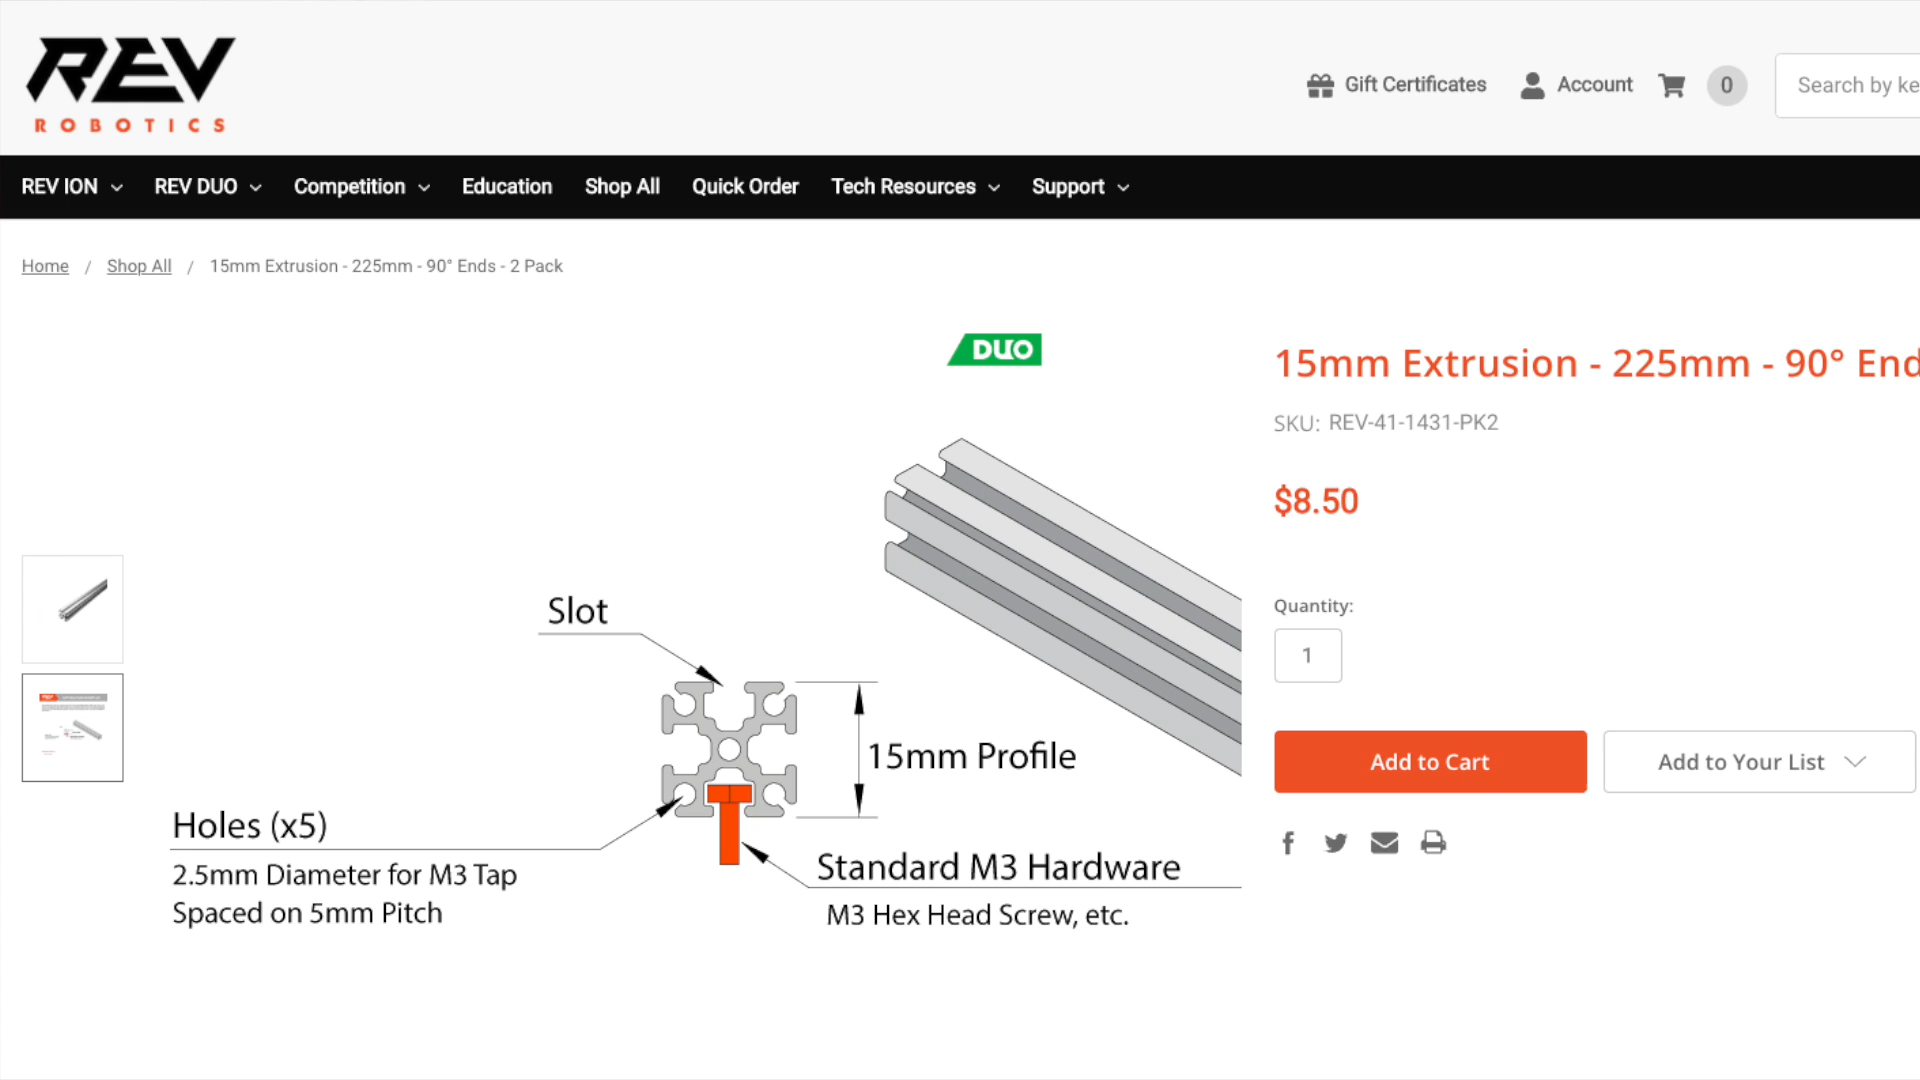 REV
ROBOTICS
Gift Certificates
Account
0
Search by ke
REV ION
REV DUO
Competition
Education
Shop All
Quick Order
Tech Resources
Support
Home / Shop All / 15mm Extrusion - 225mm - 90° Ends - 2 Pack
DUO
15mm Extrusion - 225mm - 90° End
SKU: REV-41-1431-PK2
$8.50
Quantity:
1
Add to Cart
Add to Your List
Slot
15mm Profile
Holes (x5)
2.5mm Diameter for M3 Tap
Spaced on 5mm Pitch
Standard M3 Hardware
M3 Hex Head Screw, etc.